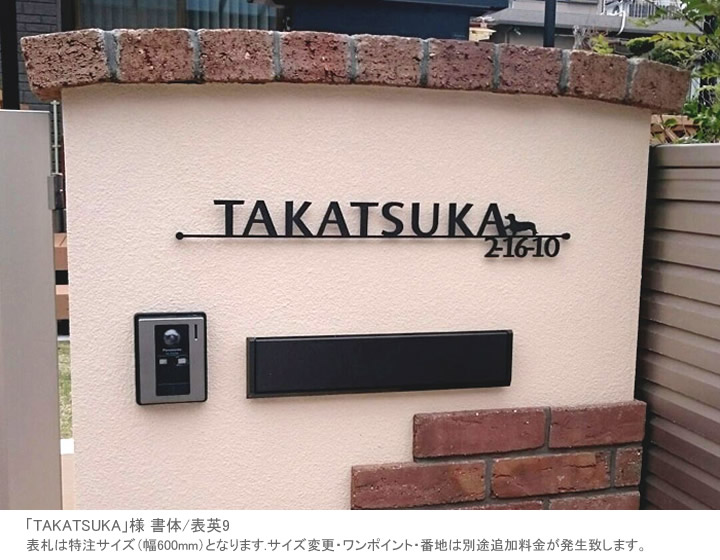 TAKATSUKA
2-16-10
Panasonic
「TAKATSUKA」様 書体/表英9
表札は特注サイズ（幅600mm）となります.サイズ変更・ワンポイント・番地は別途追加料金が発生致します。